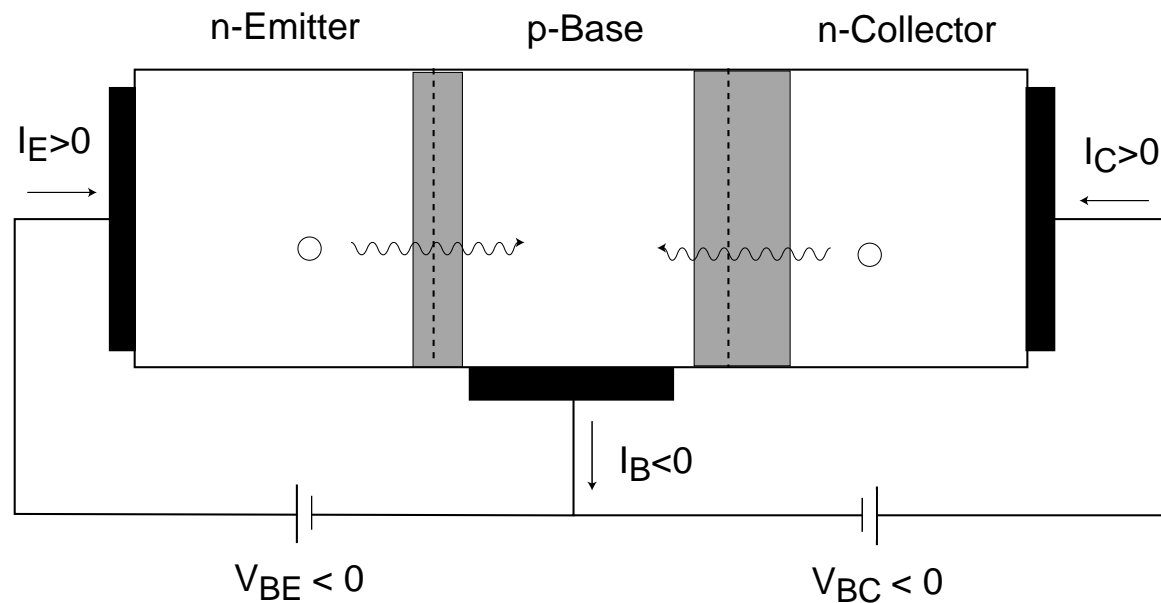 n-Emitter p-Base n-Collector
I_E>0
I_C>0
I_B<0
V_BE < 0
V_BC < 0